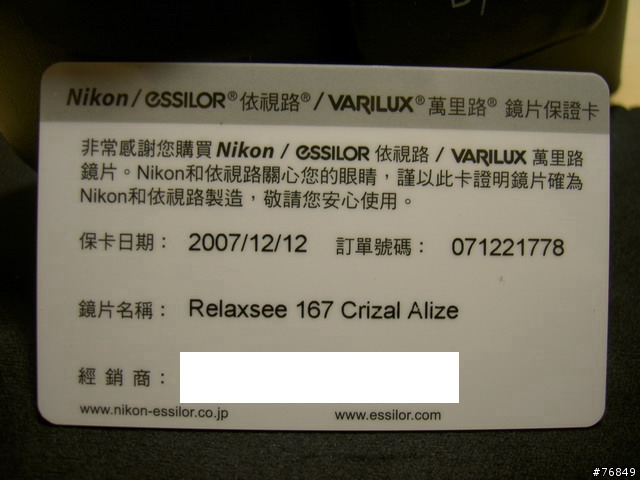 Nikon / essilor® 依視路® / VARILUX® 萬里路® 鏡片保證卡
非常感謝您購買 Nikon / essilor 依視路 / VARILUX 萬里路
鏡片。Nikon和依視路關心您的眼睛，謹以此卡證明鏡片確為
Nikon和依視路製造，敬請您安心使用。
保卡日期： 2007/12/12 訂單號碼： 071221778
鏡片名稱： Relaxsee 167 Crizal Alize
經銷商：
www.nikon-essilor.co.jp www.essilor.com
#76849